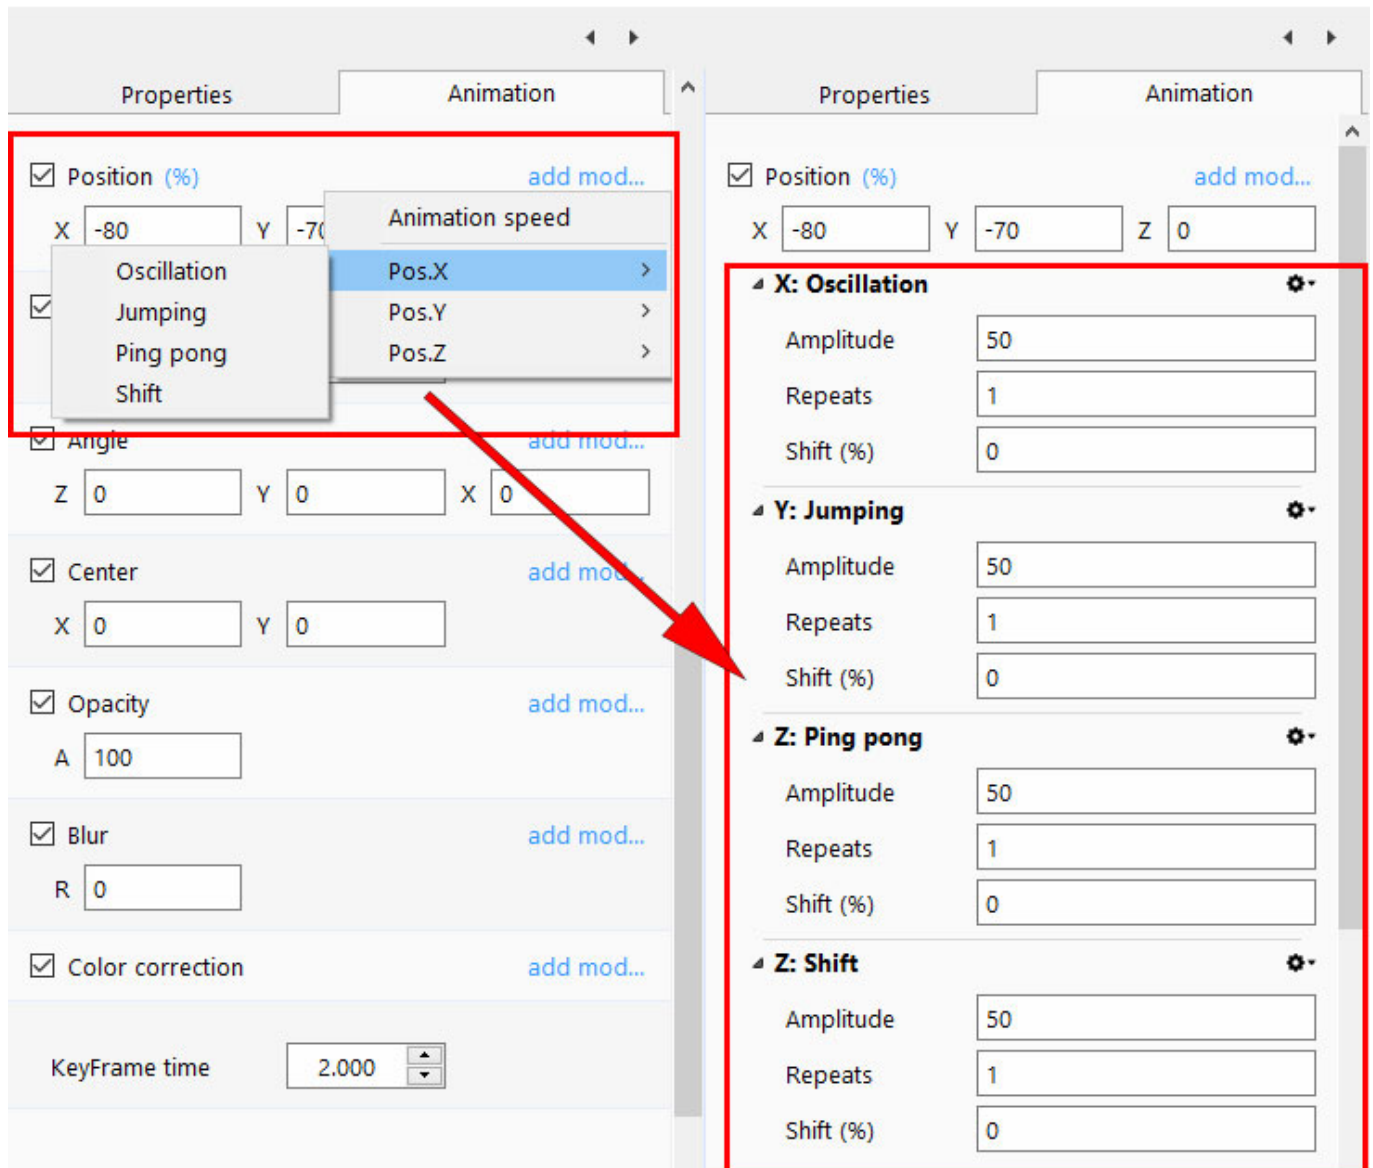 Properties Animation
Position (%) add mod...
Animation speed
X -80 Y -70
Oscillation Pos.X
Jumping Pos.Y
Ping pong Pos.Z
Shift
Angle add mod...
Z 0 Y 0 X 0
Center add mod...
X 0 Y 0
Opacity add mod...
A 100
Blur add mod...
R 0
Color correction add mod...
KeyFrame time 2.000
Properties Animation
Position (%) add mod...
X -80 Y -70 Z 0
X: Oscillation
Amplitude 50
Repeats 1
Shift (%) 0
Y: Jumping
Amplitude 50
Repeats 1
Shift (%) 0
Z: Ping pong
Amplitude 50
Repeats 1
Shift (%) 0
Z: Shift
Amplitude 50
Repeats 1
Shift (%) 0